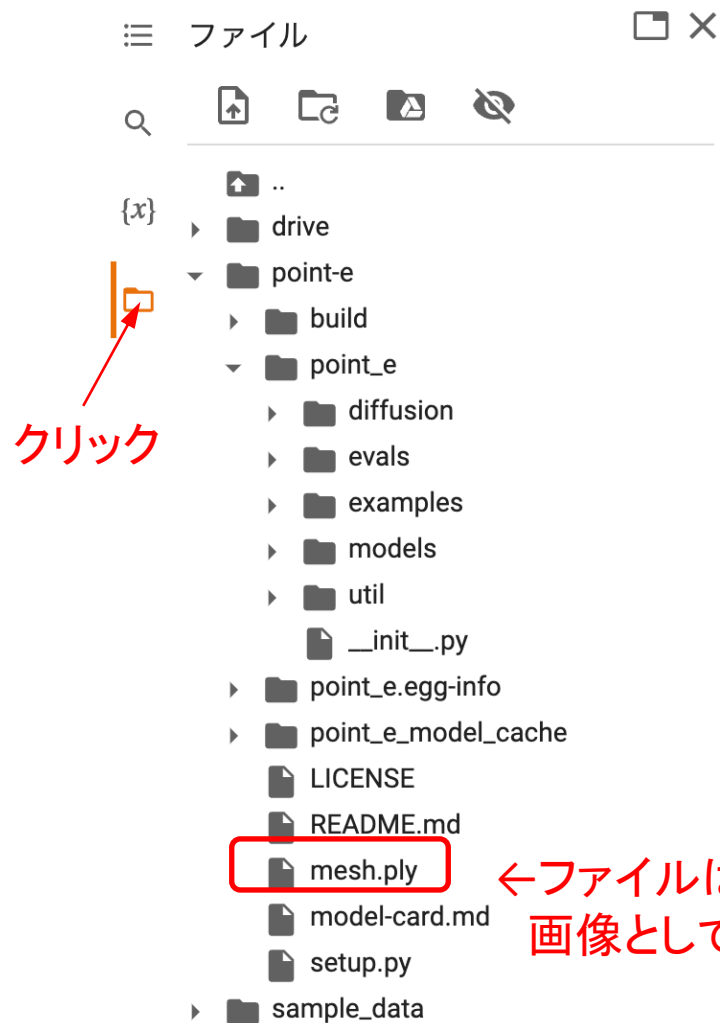 ファイル
..
{x}
drive
point-e
build
point_e
クリック
diffusion
evals
examples
models
util
__init__.py
point_e.egg-info
point_e_model_cache
LICENSE
README.md
mesh.ply
←ファイルは
model-card.md
画像として
setup.py
sample_data